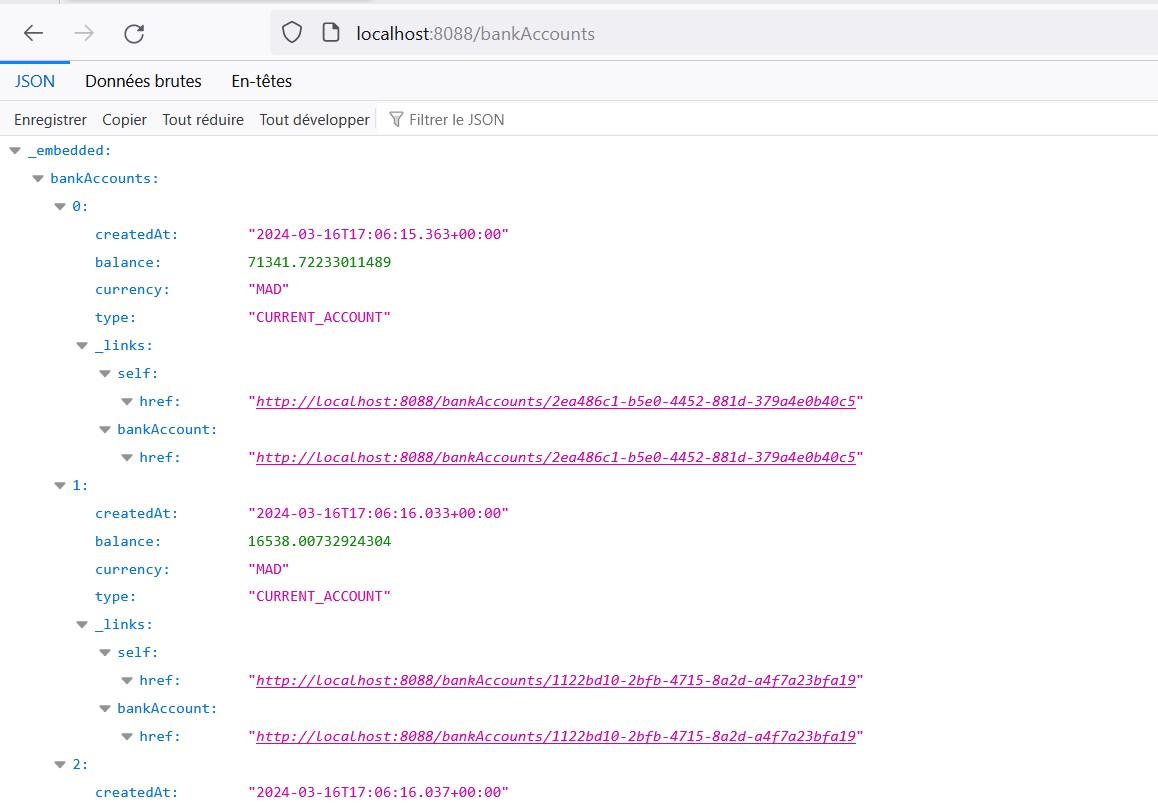 localhost:8088/bankAccounts
JSON Données brutes En-têtes
Enregistrer Copier Tout réduire Tout développer Filtrer le JSON
_embedded:
bankAccounts:
0:
createdAt: "2024-03-16T17:06:15.363+00:00"
balance: 71341.72233011489
currency: "MAD"
type: "CURRENT_ACCOUNT"
_links:
self:
href: "http://localhost:8088/bankAccounts/2ea486c1-b5e0-4452-881d-379a4e0b40c5"
bankAccount:
href: "http://localhost:8088/bankAccounts/2ea486c1-b5e0-4452-881d-379a4e0b40c5"
1:
createdAt: "2024-03-16T17:06:16.033+00:00"
balance: 16538.00732924304
currency: "MAD"
type: "CURRENT_ACCOUNT"
_links:
self:
href: "http://localhost:8088/bankAccounts/1122bd10-2bfb-4715-8a2d-a4f7a23bfa19"
bankAccount:
href: "http://localhost:8088/bankAccounts/1122bd10-2bfb-4715-8a2d-a4f7a23bfa19"
2:
createdAt: "2024-03-16T17:06:16.037+00:00"